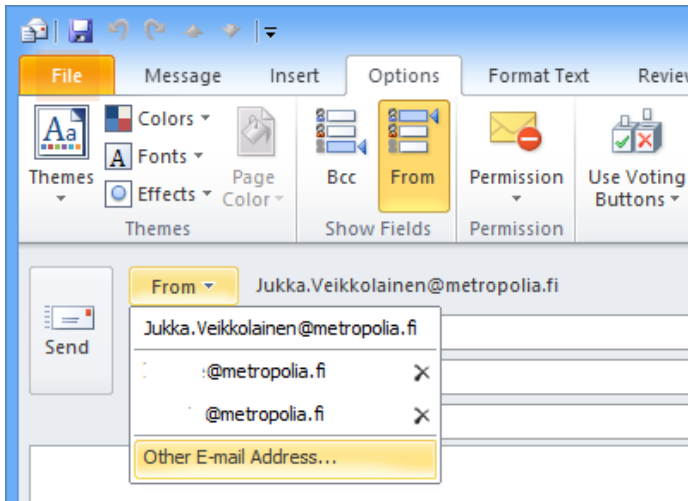 File Message Insert Options Format Text Review
Aa
Colors
A Fonts
Effects
Themes
Page
Color
Bcc
From
Permission
Use Voting
Buttons
Themes
Show Fields
Permission
From
Jukka.Veikkolainen@metropolia.fi
Send
Jukka.Veikkolainen@metropolia.fi
@metropolia.fi
@metropolia.fi
Other E-mail Address...